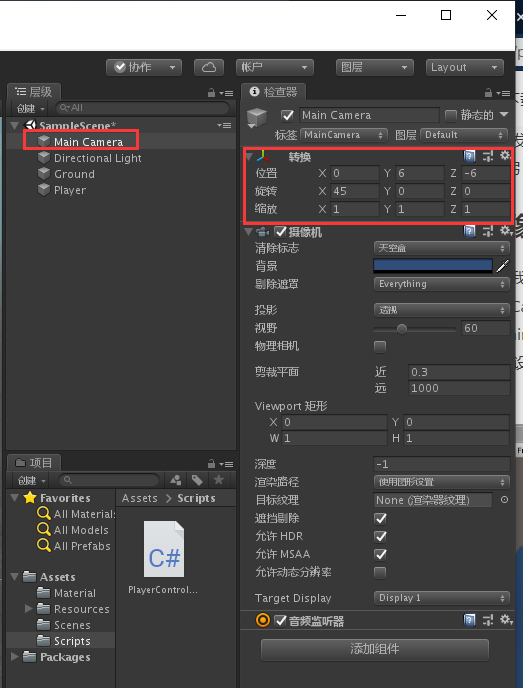 协作 帐户 图层 Layout
层级
创建 All
SampleScene*
Main Camera
Directional Light
Ground
Player
检查器
Main Camera 静态的
标签 MainCamera 图层 Default
转换
位置 X 0 Y 6 Z -6
旋转 X 45 Y 0 Z 0
缩放 X 1 Y 1 Z 1
摄像机
清除标志 天空盒
背景
剔除遮罩 Everything
投影 透视
视野 60
物理相机
剪裁平面 近 0.3
远 1000
Viewport 矩形
X 0 Y 0
W 1 H 1
深度 -1
渲染路径 使用图形设置
目标纹理 None (渲染器纹理)
遮挡剔除
允许 HDR
允许 MSAA
允许动态分辨率
Target Display Display 1
音频监听器
添加组件
项目
创建
Favorites
All Materials
All Models
All Prefabs
Assets
Material
Resources
Scenes
Scripts
Packages
Assets Scripts
C#
PlayerControl...